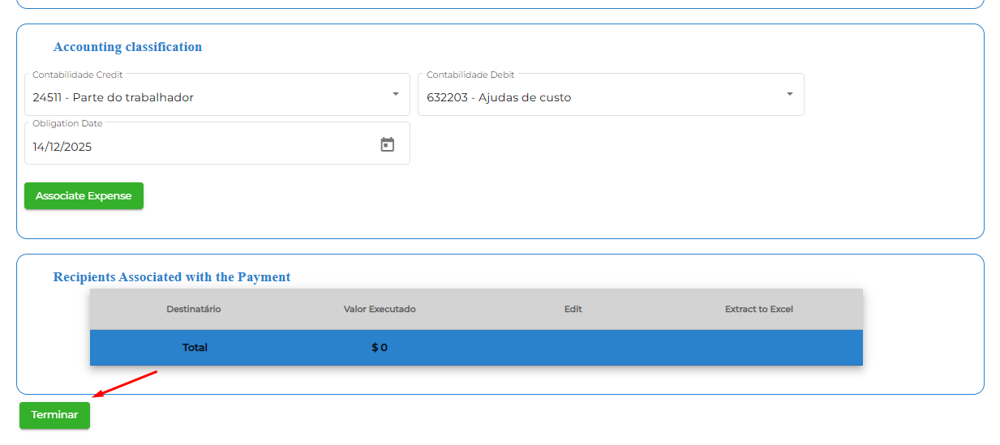 Accounting classification
Contabilidade Credit
Contabilidade Debit
24511 - Parte do trabalhador
632203 - Ajudas de custo
Obligation Date
14/12/2025
Associate Expense
Recipients Associated with the Payment
Destinatário Valor Executado Edit Extract to Excel
Total $ 0
Terminar